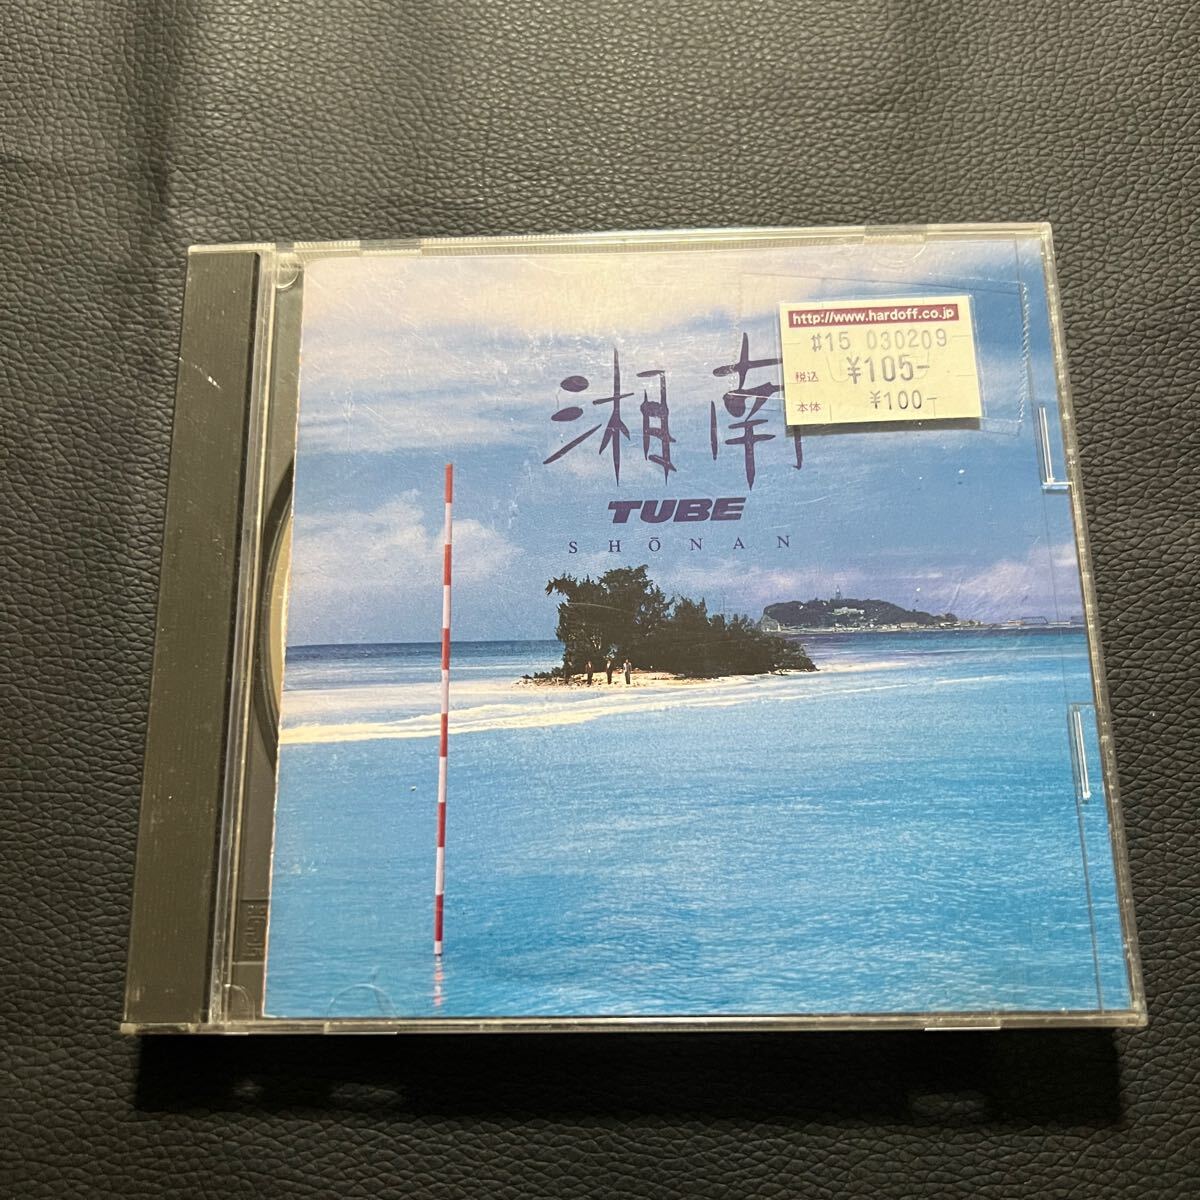 http://www.hardoff.co.jp
#15 030209
税込 ¥105-
本体 ¥100-
湘南
TUBE
SHŌNAN